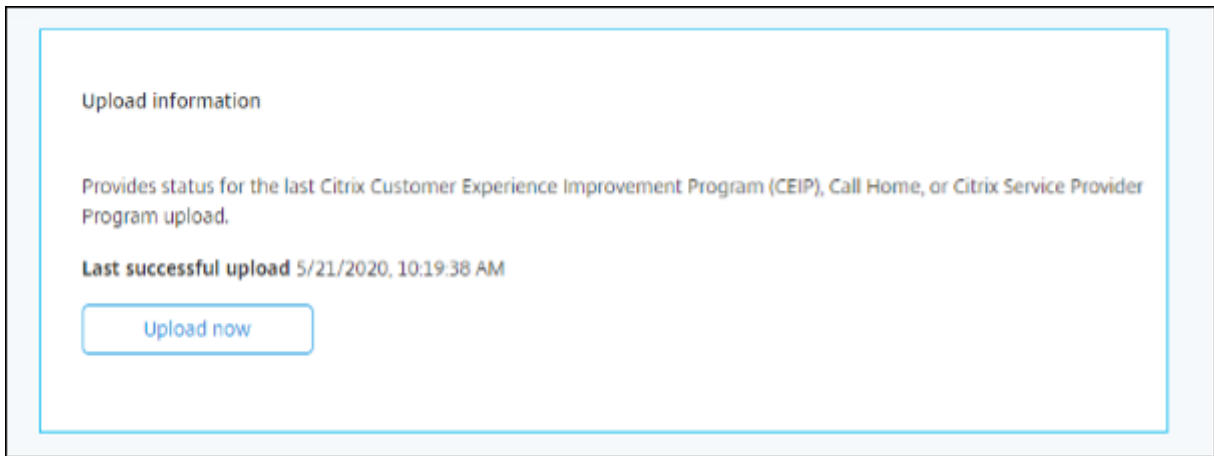 Upload information
Provides status for the last Citrix Customer Experience Improvement Program (CEIP), Call Home, or Citrix Service Provider
Program upload.
Last successful upload 5/21/2020, 10:19:38 AM
Upload now